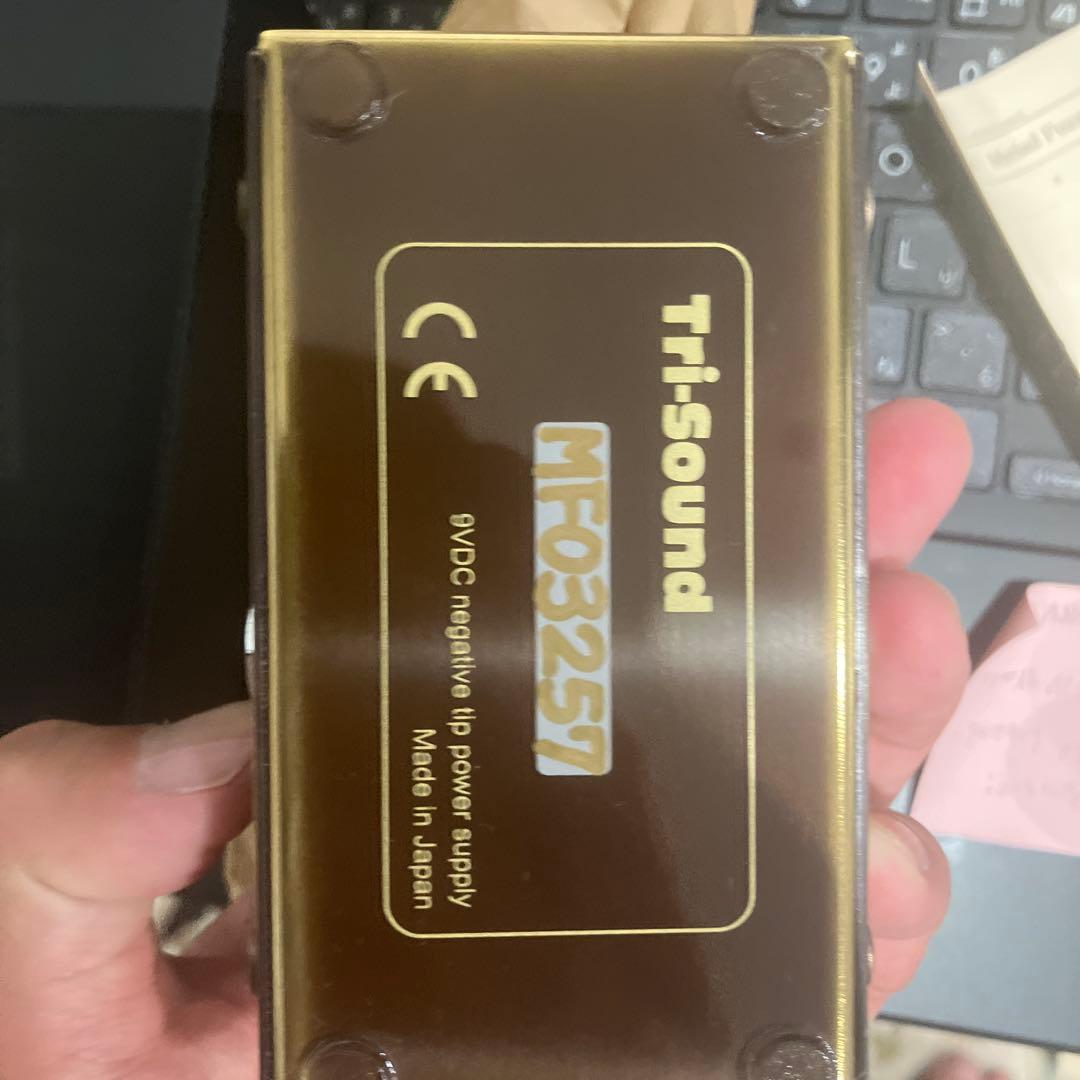 Tri-Sound
MF03257
9VDC negative tip power supply
Made in Japan
CE
L